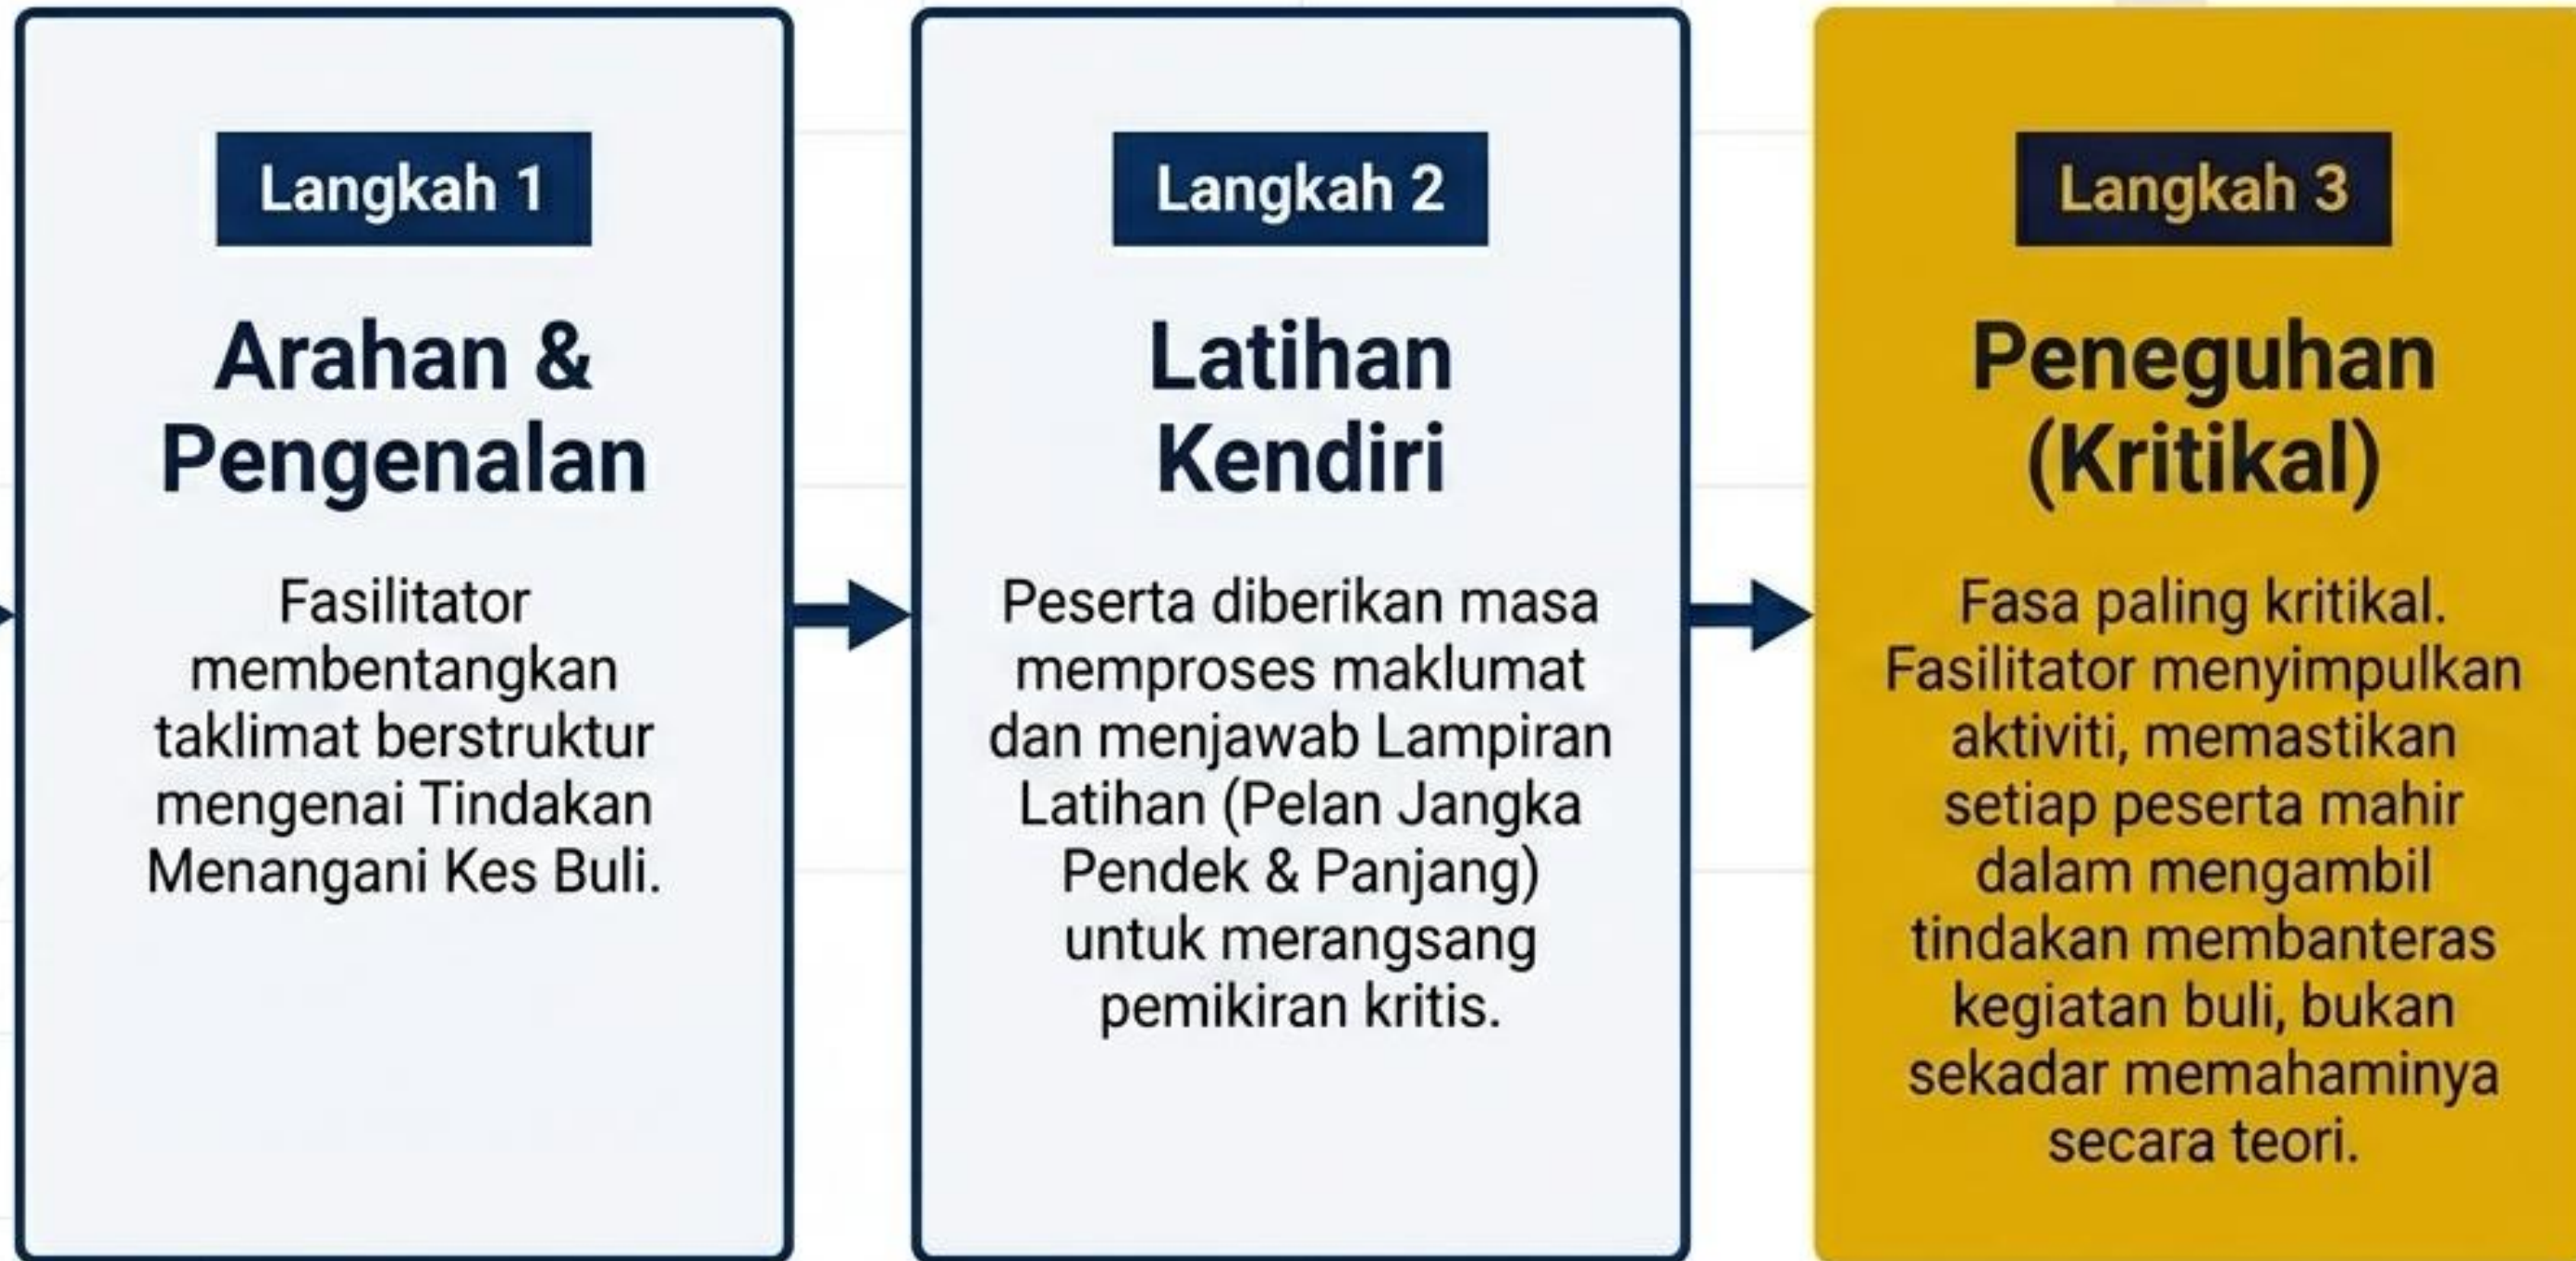 Langkah 1
Arahan &
Pengenalan
Fasilitator
membentangkan
taklimat berstruktur
mengenai Tindakan
Menangani Kes Buli.
Langkah 2
Latihan
Kendiri
Peserta diberikan masa
memproses maklumat
dan menjawab Lampiran
Latihan (Pelan Jangka
Pendek & Panjang)
untuk merangsang
pemikiran kritis.
Langkah 3
Peneguhan
(Kritikal)
Fasa paling kritikal.
Fasilitator menyimpulkan
aktiviti, memastikan
setiap peserta mahir
dalam mengambil
tindakan membanteras
kegiatan buli, bukan
sekadar memahaminya
secara teori.